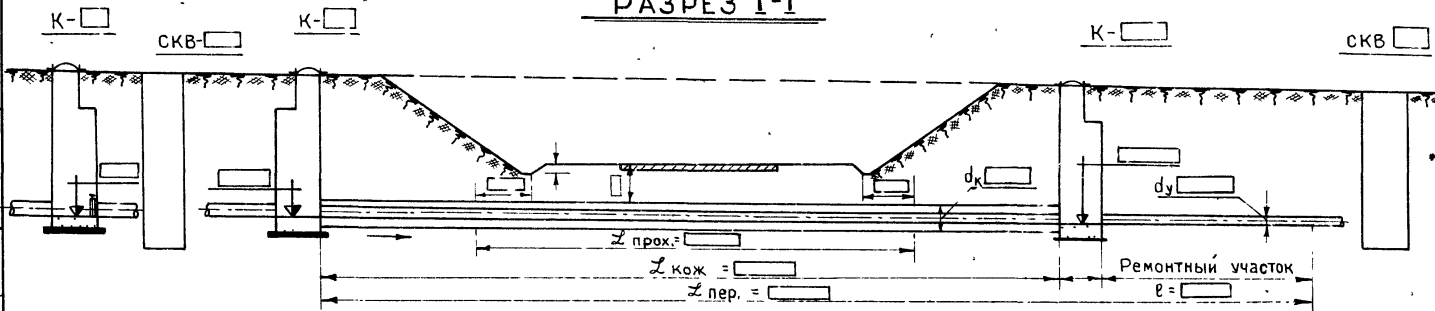 РАЗРЕЗ I-I
К-
К-
К-
СКВ-
СКВ
dк
dу
L прох.=
L кож =
Ремонтный участок
L пер. =
ℓ =